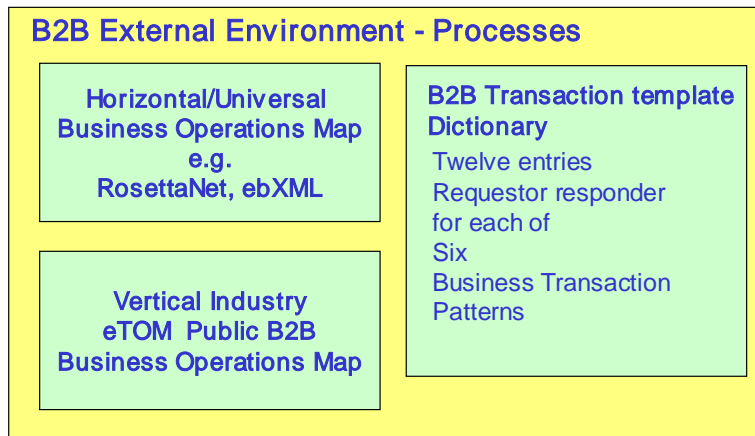 B2B External Environment - Processes
Horizontal/Universal
Business Operations Map
e.g.
RosettaNet, ebXML
Vertical Industry
eTOM Public B2B
Business Operations Map
B2B Transaction template
Dictionary
Twelve entries
Requestor responder
for each of
Six
Business Transaction
Patterns